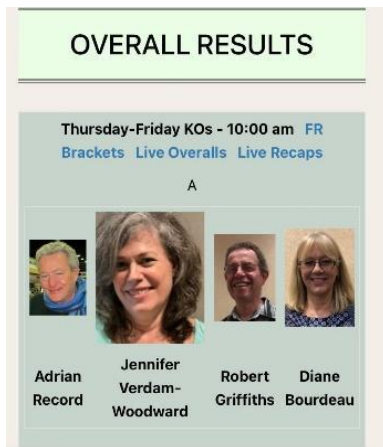 OVERALL RESULTS
Thursday-Friday KOs - 10:00 am FR
Brackets Live Overalls Live Recaps
A
Adrian
Record
Jennifer
Verdam-
Woodward
Robert
Griffiths
Diane
Bourdeau